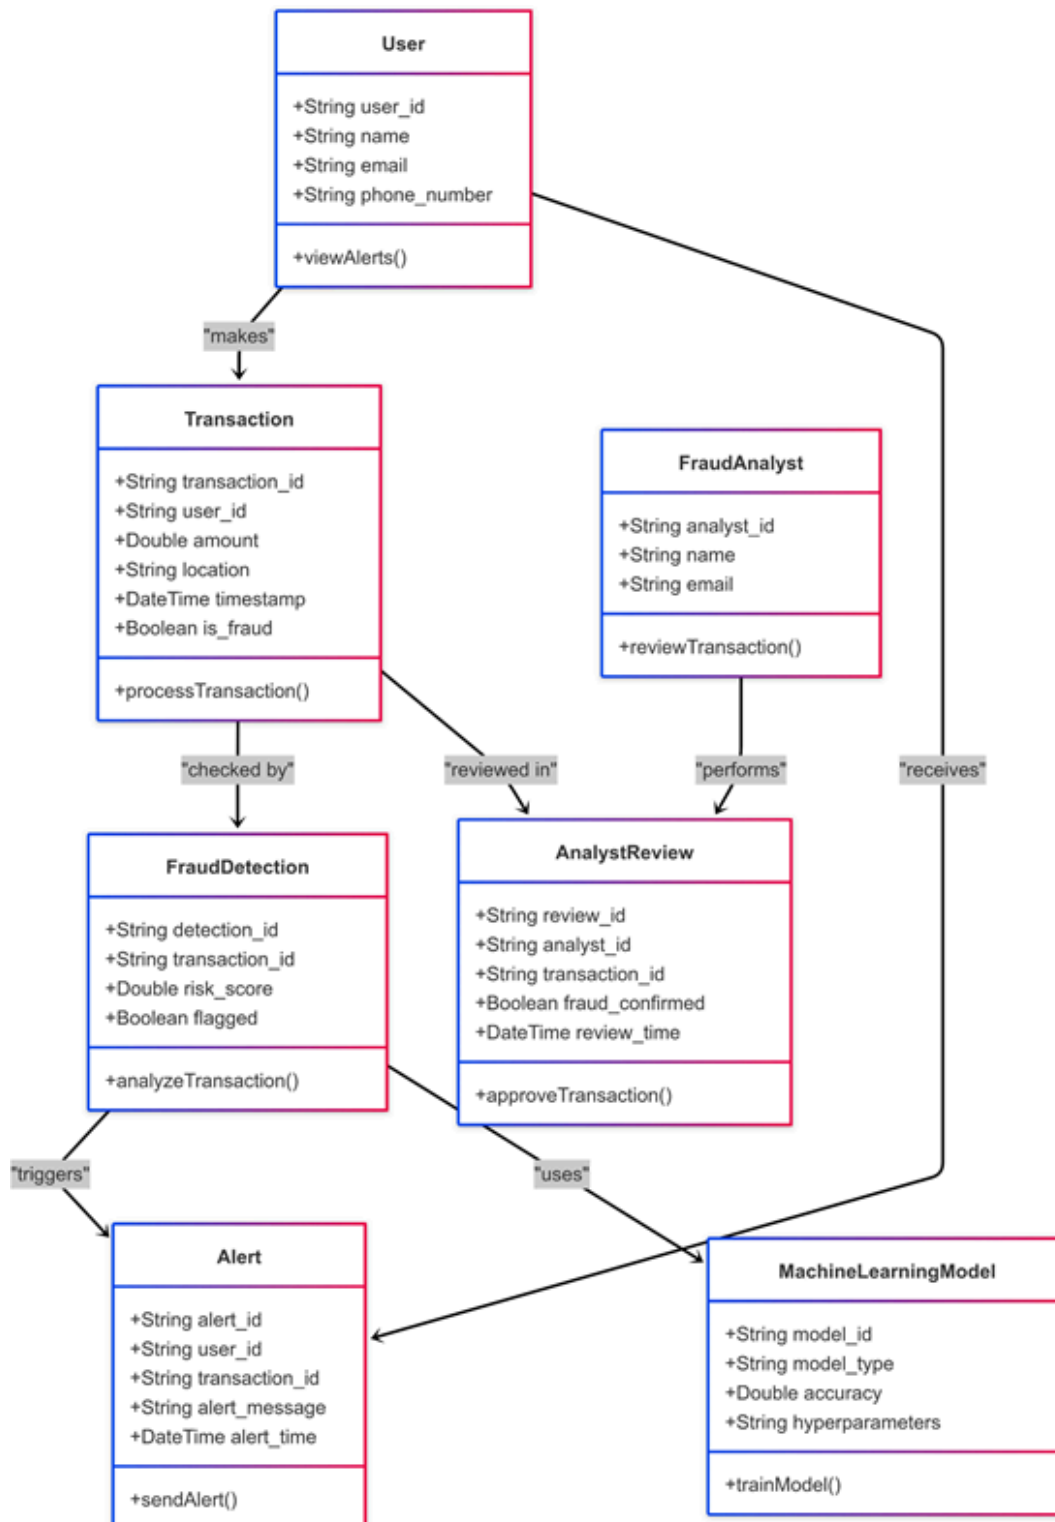 User
+String user_id
+String name
+String email
+String phone_number
+viewAlerts()
"makes"
Transaction
+String transaction_id
+String user_id
+Double amount
+String location
+DateTime timestamp
+Boolean is_fraud
+processTransaction()
FraudAnalyst
+String analyst_id
+String name
+String email
+reviewTransaction()
"checked by"
"reviewed in"
"performs"
"receives"
FraudDetection
+String detection_id
+String transaction_id
+Double risk_score
+Boolean flagged
+analyzeTransaction()
AnalystReview
+String review_id
+String analyst_id
+String transaction_id
+Boolean fraud_confirmed
+DateTime review_time
+approveTransaction()
"triggers"
"uses"
Alert
+String alert_id
+String user_id
+String transaction_id
+String alert_message
+DateTime alert_time
+sendAlert()
MachineLearningModel
+String model_id
+String model_type
+Double accuracy
+String hyperparameters
+trainModel()